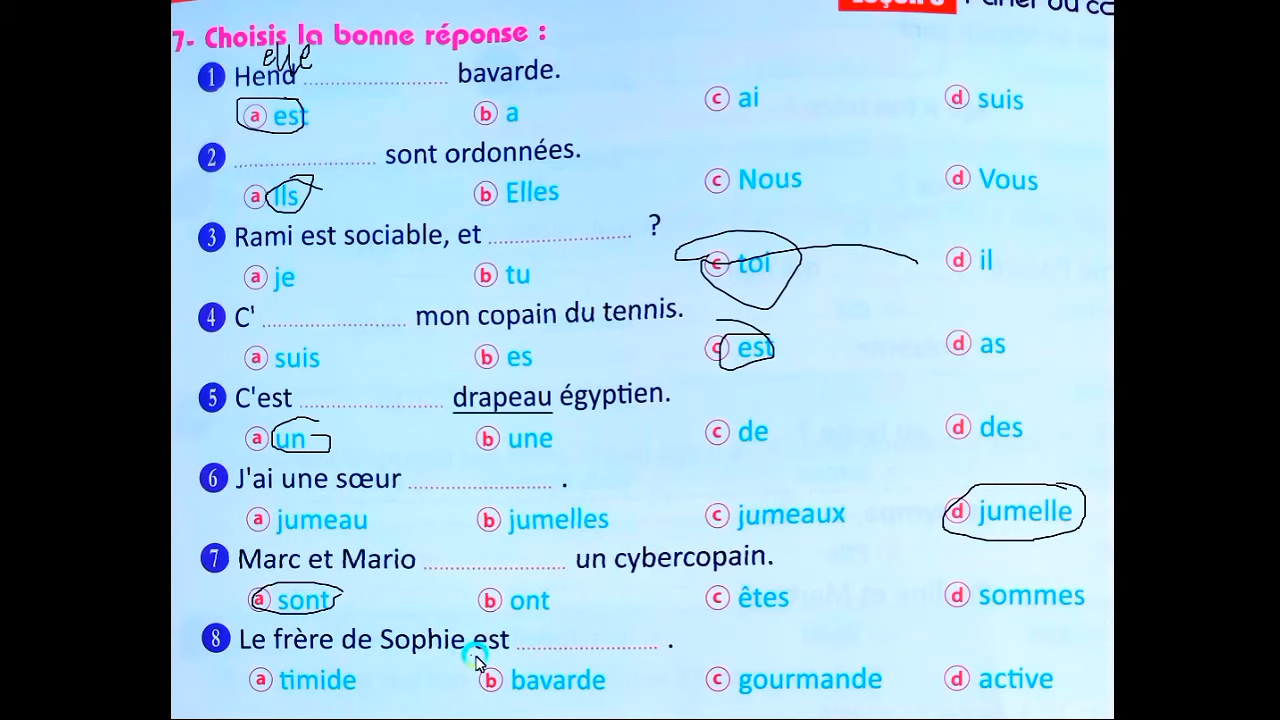 7- Choisis la bonne réponse :
elle
1 Hend .................... bavarde.
a est b a c ai d suis
2 .................... sont ordonnées.
a Ils b Elles c Nous d Vous
3 Rami est sociable, et .................... ?
a je b tu c toi d il
4 C' .................... mon copain du tennis.
a suis b es c est d as
5 C'est .................... drapeau égyptien.
a un b une c de d des
6 J'ai une sœur .................... .
a jumeau b jumelles c jumeaux d jumelle
7 Marc et Mario .................... un cybercopain.
a sont b ont c êtes d sommes
8 Le frère de Sophie est .................... .
a timide b bavarde c gourmande d active